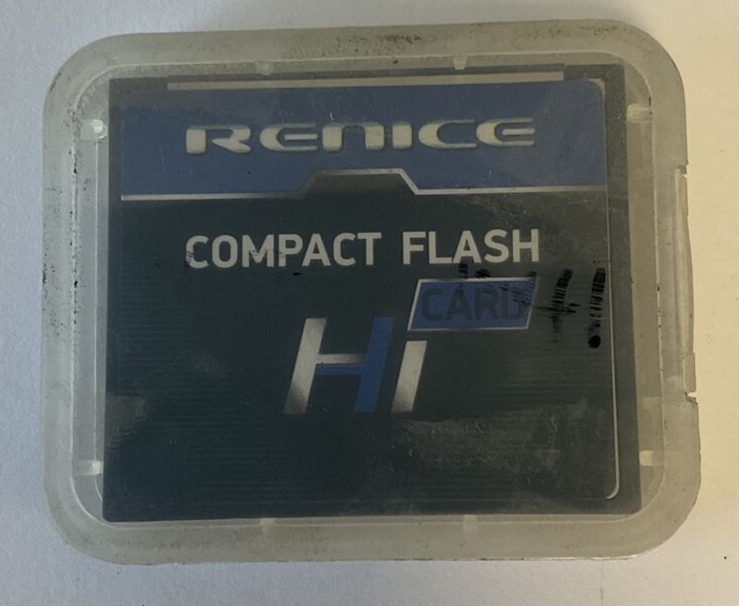 RENICE
COMPACT FLASH
CARD
Hi